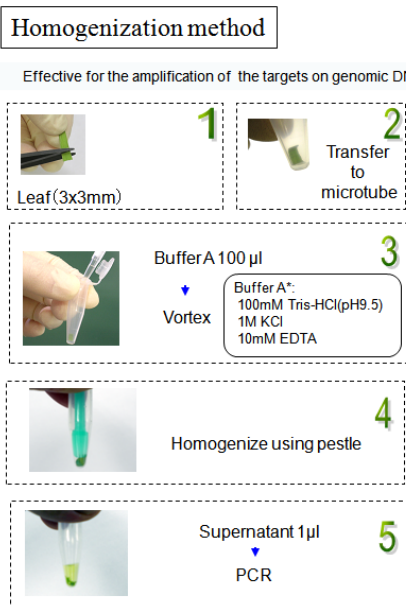 Homogenization method
Effective for the amplification of the targets on genomic
1
Leaf(3x3mm)
2
Transfer
to
microtube
3
BufferA 100 µl
Vortex
Buffer A*:
100mM Tris-HCl(pH9.5)
1M KCl
10mM EDTA
4
Homogenize using pestle
5
Supernatant 1µl
PCR